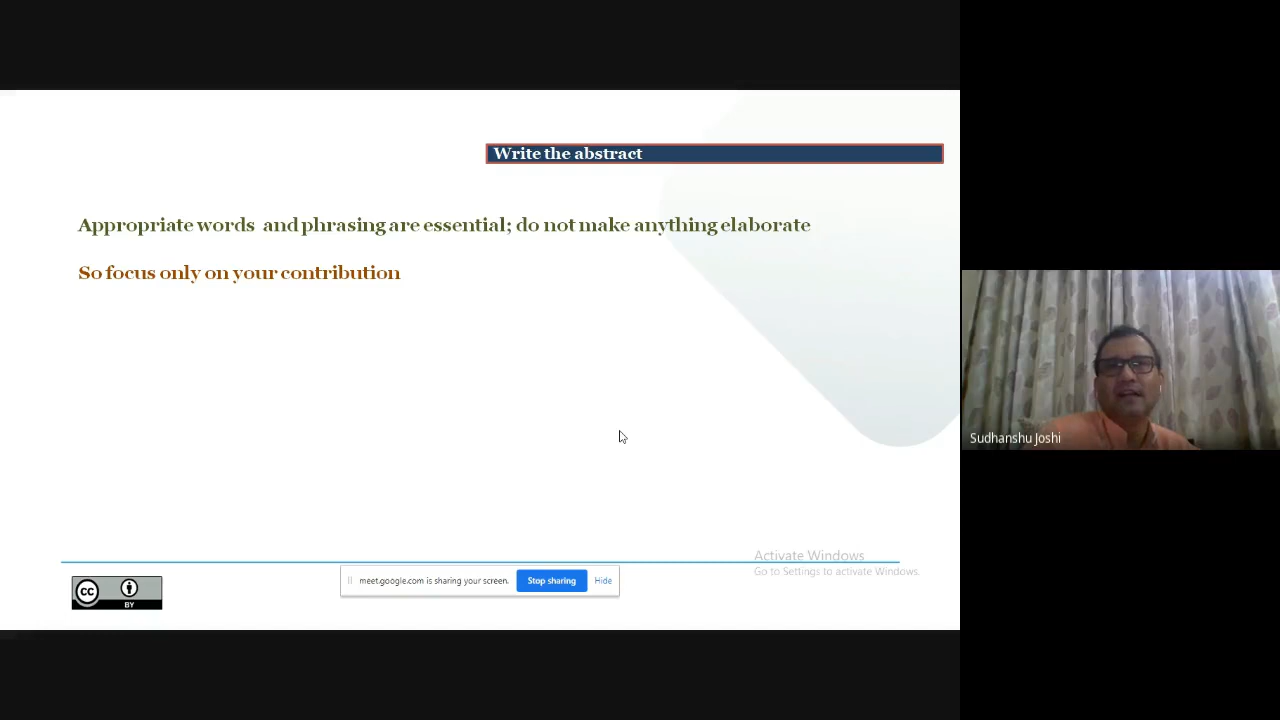 Write the abstract
Appropriate words and phrasing are essential; do not make anything elaborate
So focus only on your contribution
Sudhanshu Joshi
Activate Windows
Go to Settings to activate Windows.
meet.google.com is sharing your screen.
Stop sharing
Hide
cc
BY